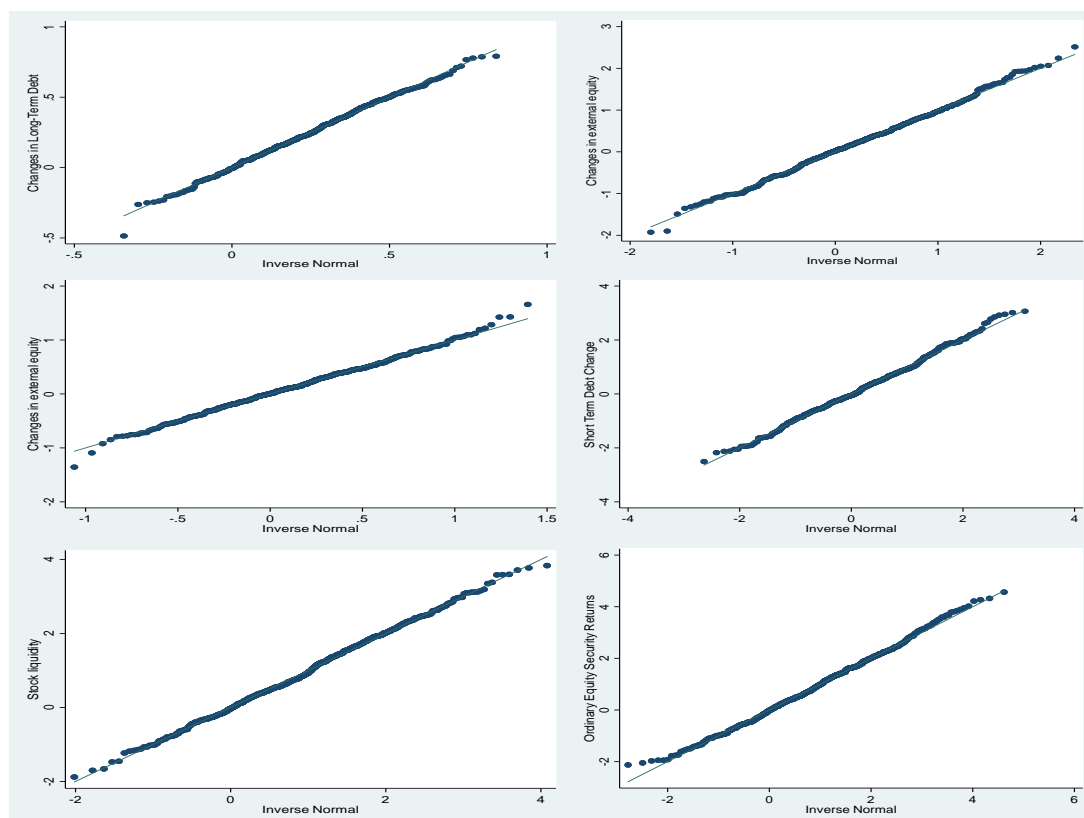 Changes in Long-Term Debt
1
.5
0
-.5
-.5 0 .5 1
Inverse Normal
Changes in external equity
3
2
1
0
-1
-2
-2 -1 0 1 2
Inverse Normal
Changes in external equity
2
1
0
-1
-2
-1 -.5 0 .5 1 1.5
Inverse Normal
Short Term Debt Change
4
2
0
-2
-4
-4 -2 0 2 4
Inverse Normal
Stock liquidity
4
2
0
-2
-2 0 2 4
Inverse Normal
Ordinary Equity Security Returns
6
4
2
0
-2
-2 0 2 4 6
Inverse Normal